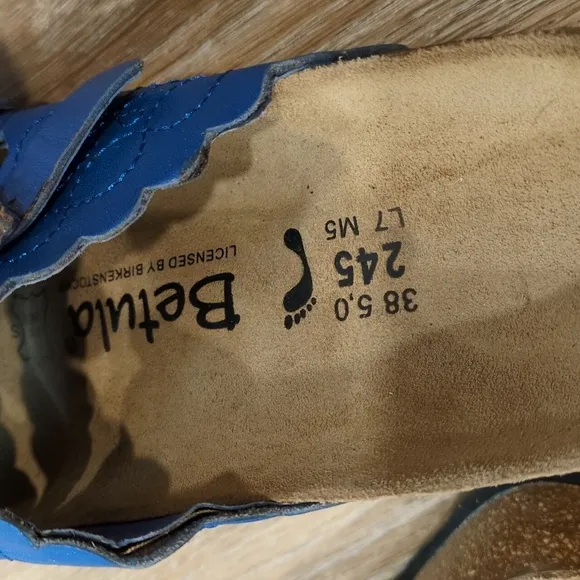 Betula
LICENSED BY BIRKENSTOCK
38 5.0
245
L7 M5